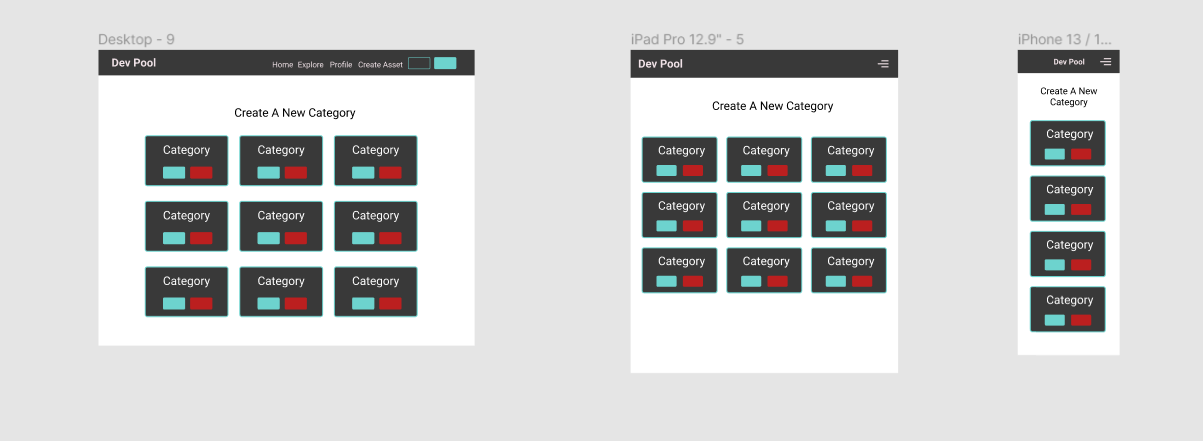 Desktop - 9
Dev Pool
Home Explore Profile Create Asset
Create A New Category
Category Category Category
Category Category Category
Category Category Category
iPad Pro 12.9" - 5
Dev Pool
Create A New Category
Category Category Category
Category Category Category
Category Category Category
iPhone 13 / 1...
Dev Pool
Create A New
Category
Category
Category
Category
Category